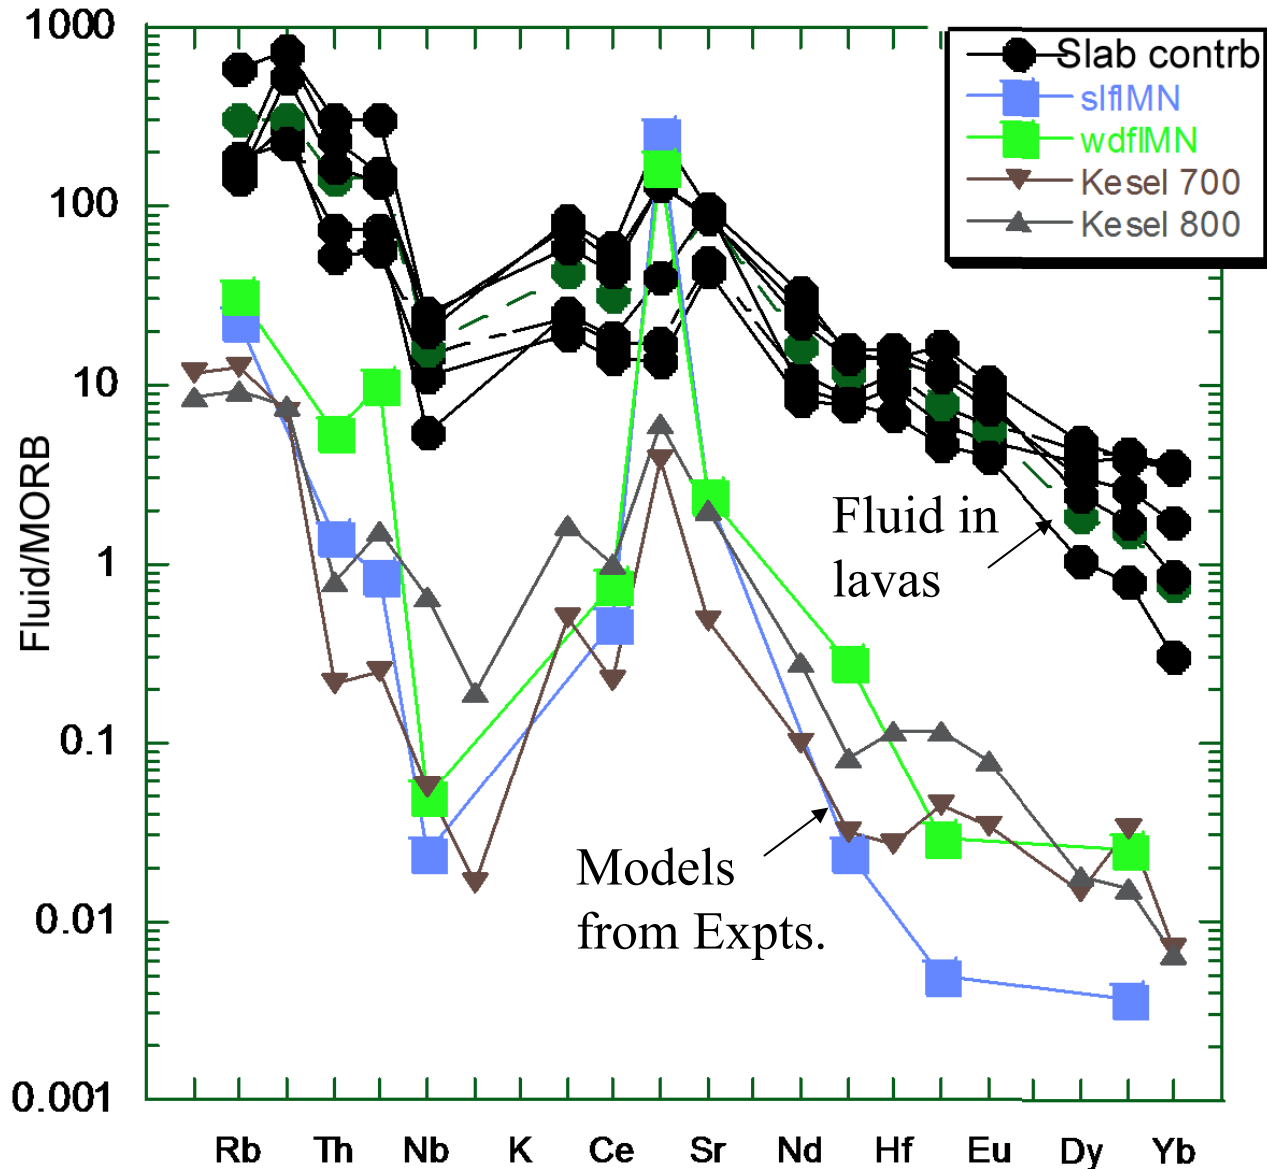 1000
100
10
1
0.1
0.01
0.001
Fluid/MORB
Slab contrb
slflMN
wdflMN
Kesel 700
Kesel 800
Fluid in
lavas
Models
from Expts.
Rb Th Nb K Ce Sr Nd Hf Eu Dy Yb